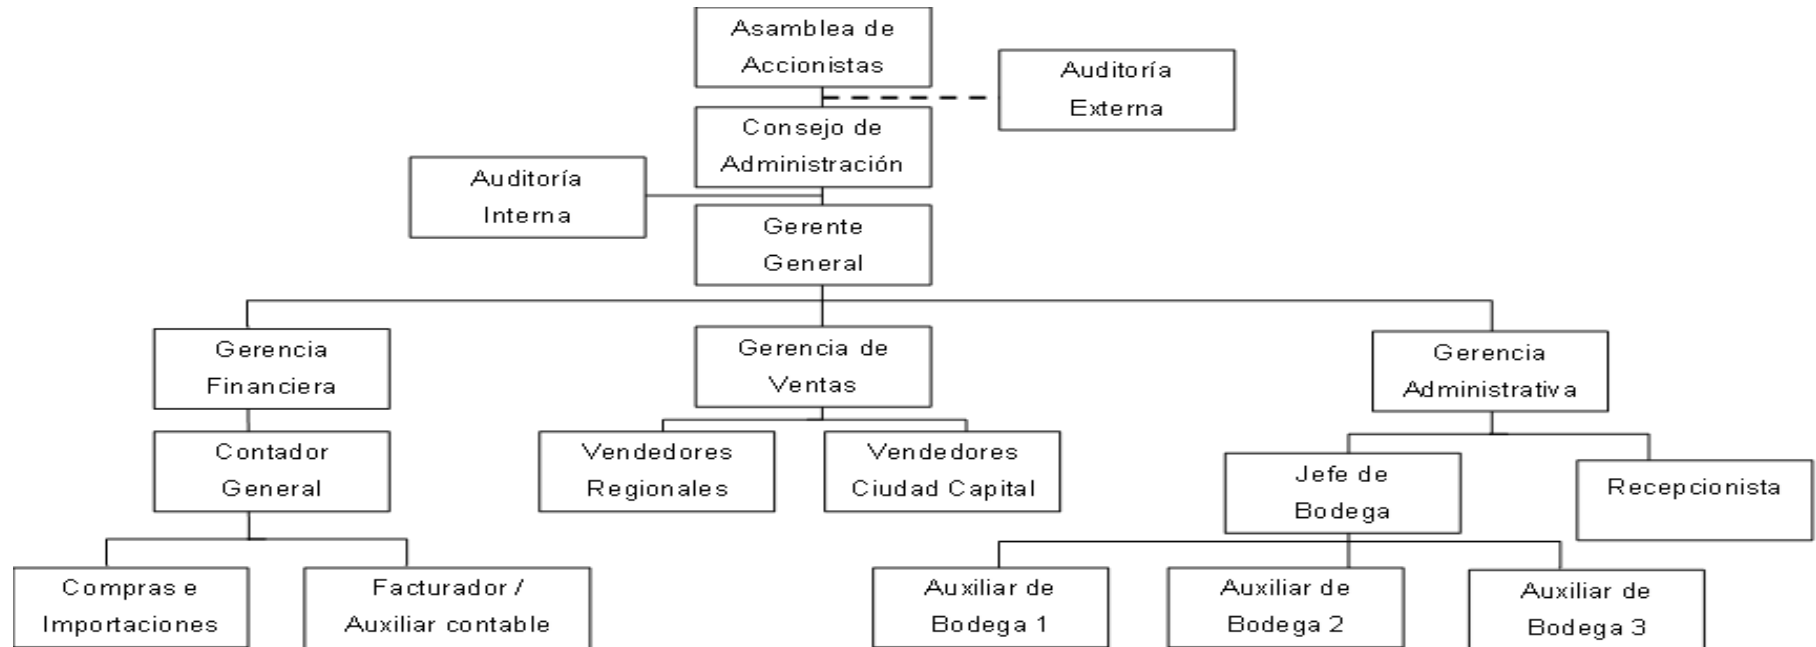 Asamblea de
Accionistas
Auditoría
Externa
Consejo de
Administración
Auditoría
Interna
Gerente
General
Gerencia
Financiera
Gerencia de
Ventas
Gerencia
Administrativa
Contador
General
Vendedores
Regionales
Vendedores
Ciudad Capital
Jefe de
Bodega
Recepcionista
Compras e
Importaciones
Facturador /
Auxiliar contable
Auxiliar de
Bodega 1
Auxiliar de
Bodega 2
Auxiliar de
Bodega 3